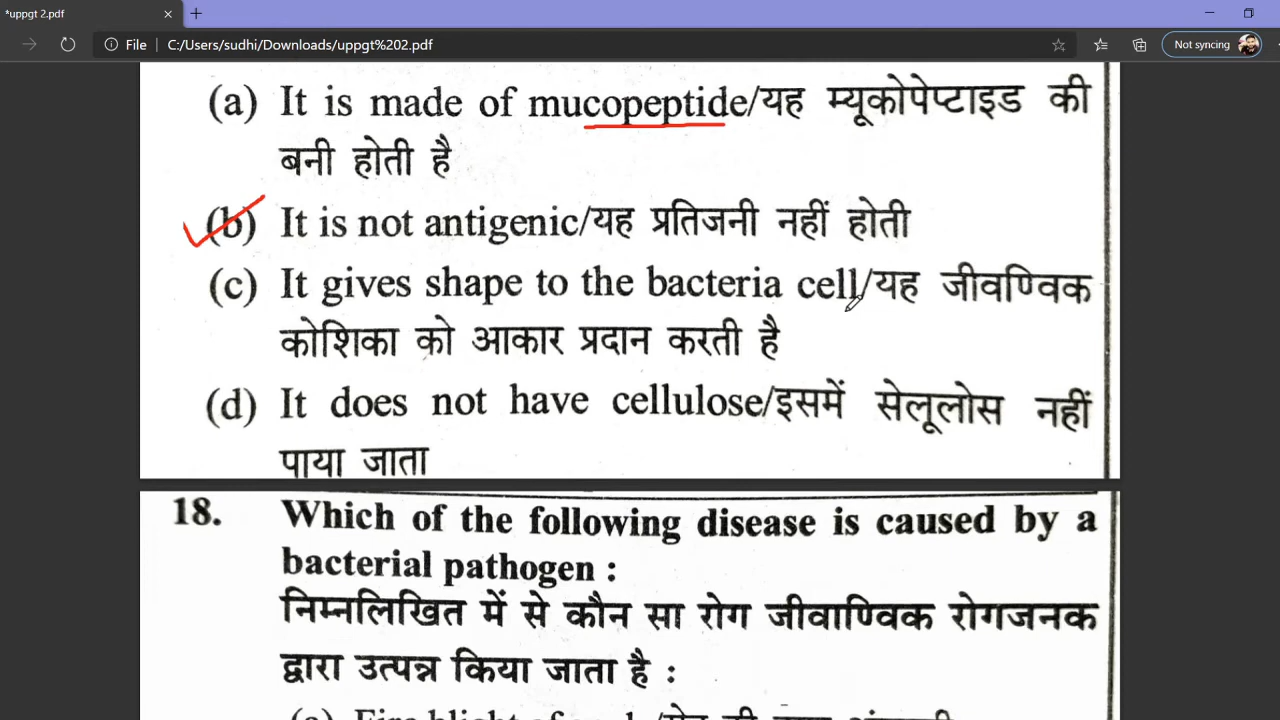 *uppgt 2.pdf
File C:/Users/sudhi/Downloads/uppgt%202.pdf Not syncing
(a) It is made of mucopeptide/यह म्यूकोपेप्टाइड की
बनी होती है
(b) It is not antigenic/यह प्रतिजनी नहीं होती
(c) It gives shape to the bacteria cell/यह जीवण्विक
कोशिका को आकार प्रदान करती है
(d) It does not have cellulose/इसमें सेलूलोस नहीं
पाया जाता
18. Which of the following disease is caused by a
bacterial pathogen :
निम्नलिखित में से कौन सा रोग जीवाण्विक रोगजनक
द्वारा उत्पन्न किया जाता है :
(a) Fire blight of